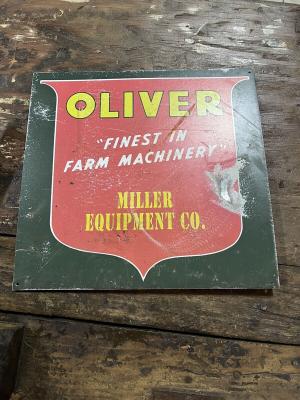 OLIVER
"FINEST IN
FARM MACHINERY"
MILLER
EQUIPMENT CO.